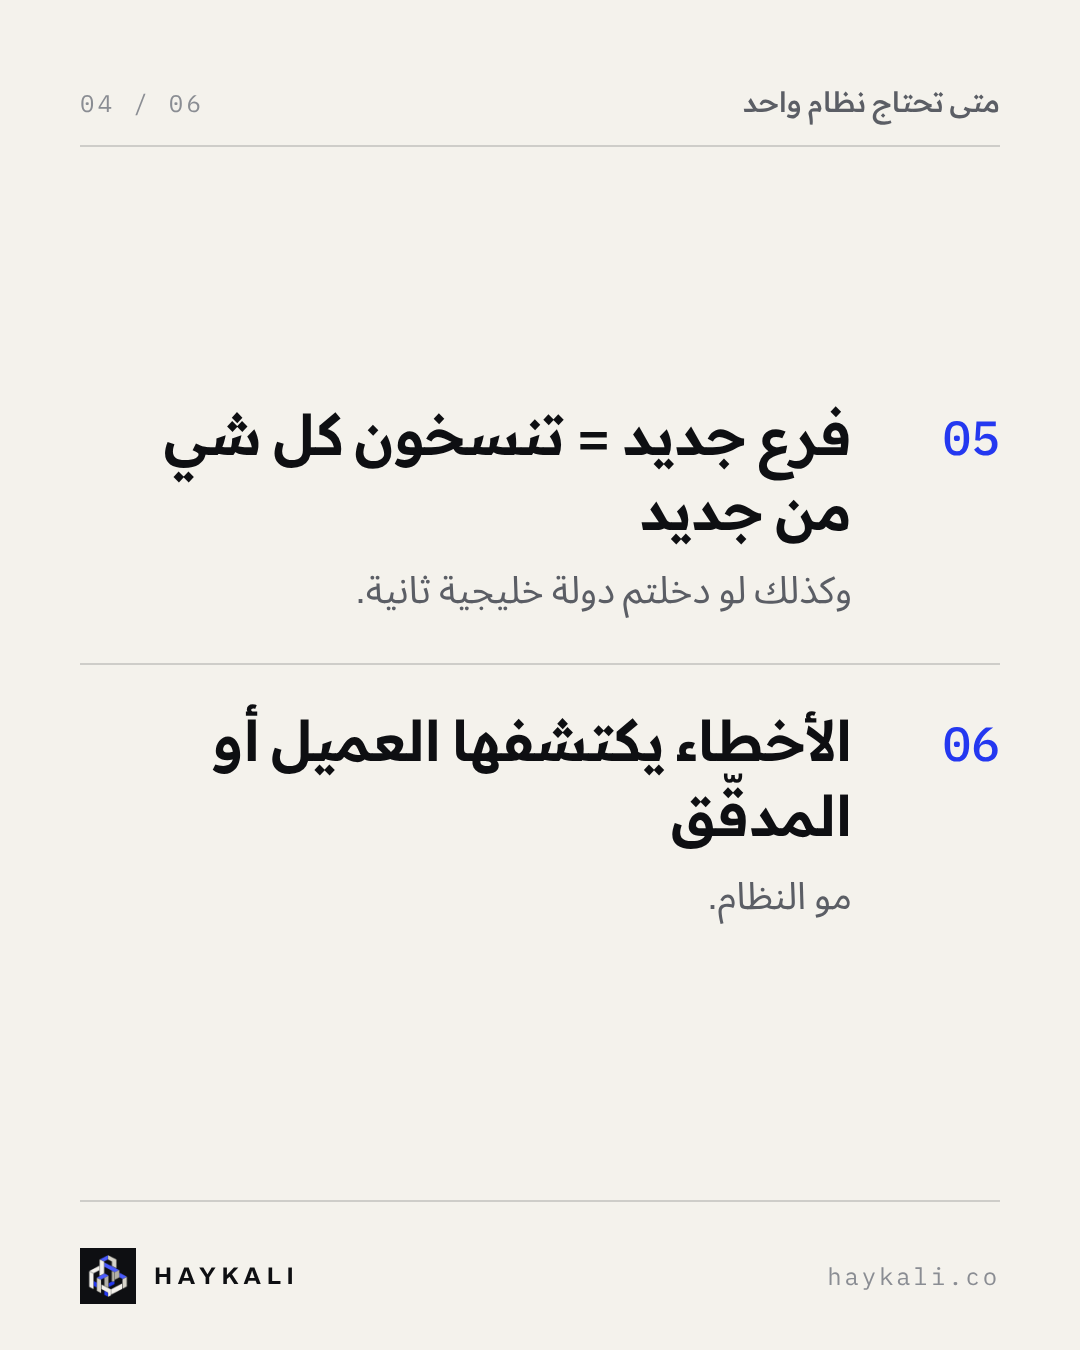 متى تحتاج نظام واحد
04 / 06
05
فرع جديد = تنسخون كل شي
من جديد
وكذلك لو دخلتم دولة خليجية ثانية.
06
الأخطاء يكتشفها العميل أو
المدقّق
مو النظام.
HAYKALI
haykali.co